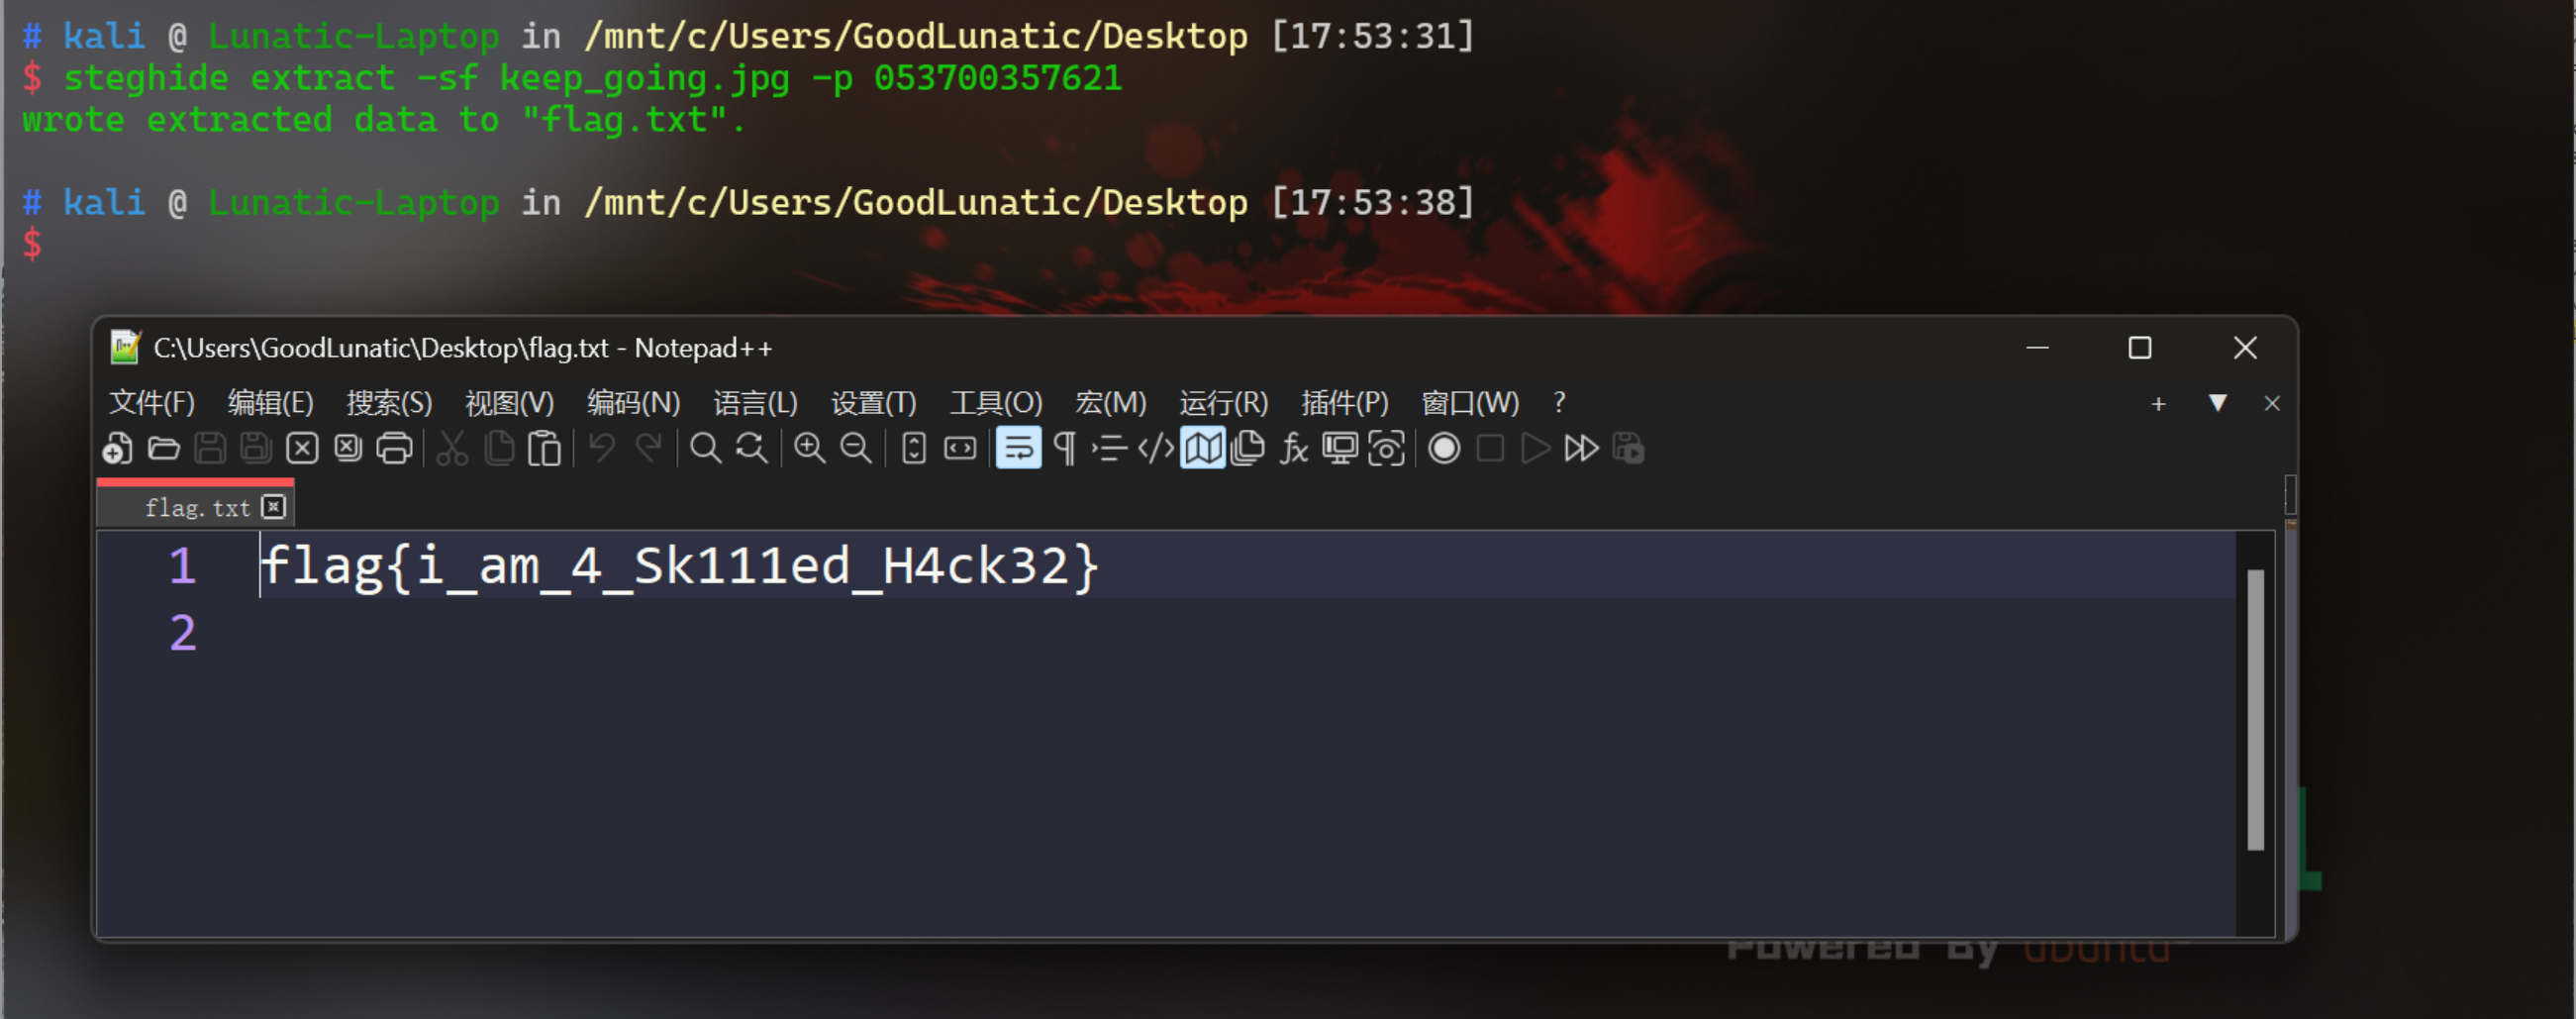 # kali @ Lunatic-Laptop in /mnt/c/Users/GoodLunatic/Desktop [17:53:31]
$ steghide extract -sf keep_going.jpg -p 053700357621
wrote extracted data to "flag.txt".
# kali @ Lunatic-Laptop in /mnt/c/Users/GoodLunatic/Desktop [17:53:38]
$
C:\Users\GoodLunatic\Desktop\flag.txt - Notepad++
文件(F) 编辑(E) 搜索(S) 视图(V) 编码(N) 语言(L) 设置(T) 工具(O) 宏(M) 运行(R) 插件(P) 窗口(W) ?
flag.txt
1 flag{i_am_4_Sk111ed_H4ck32}
2
Powered By ubuntu